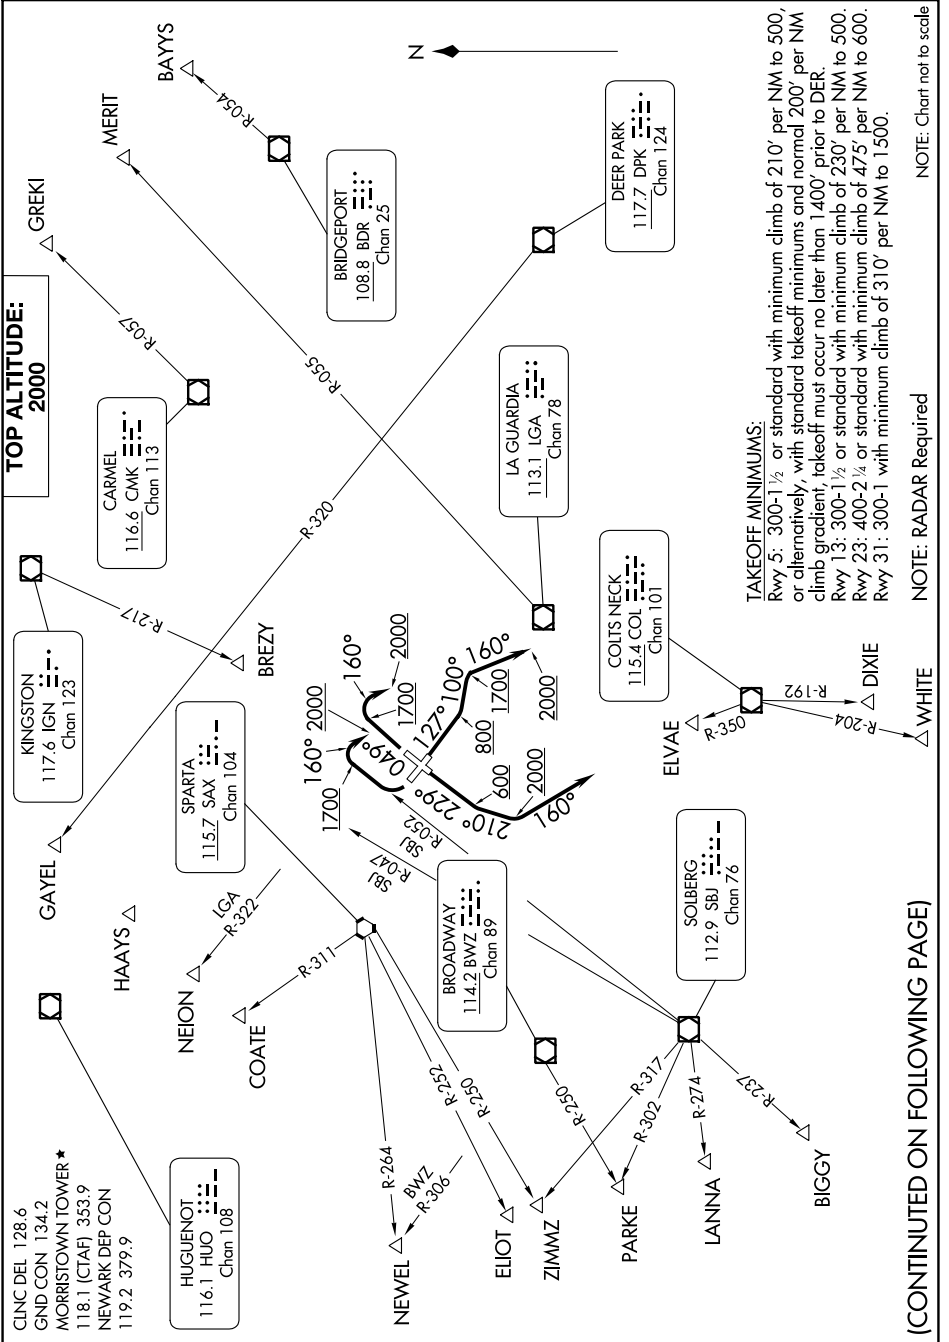 CLNC DEL 128.6
GND CON 134.2
MORRISTOWN TOWER ★
118.1 (CTAF) 353.9
NEWARK DEP CON
119.2 379.9
TOP ALTITUDE:
2000
HUGUENOT
116.1 HUO
Chan 108
KINGSTON
117.6 IGN
Chan 123
CARMEL
116.6 CMK
Chan 113
SPARTA
115.7 SAX
Chan 104
BRIDGEPORT
108.8 BDR
Chan 25
BROADWAY
114.2 BWZ
Chan 89
LA GUARDIA
113.1 LGA
Chan 78
COLTS NECK
115.4 COL
Chan 101
DEER PARK
117.7 DPK
Chan 124
SOLBERG
112.9 SBJ
Chan 76
GREKI
R-057
MERIT
R-055
BAYYS
R-054
N
GAYEL
R-320
R-217
BREZY
HAAYS
NEION
LGA
R-322
COATE
R-311
NEWEL
R-264
BWZ
R-306
ELIOT
R-252
ZIMMZ
R-250
R-317
PARKE
R-250
R-302
LANNA
R-274
BIGGY
R-237
SBJ
R-047
SBJ
R-052
1700
160°
2000
049°
1700
160°
2000
127°
800
100°
1700
160°
2000
229°
600
210°
2000
160°
ELVAE
R-350
R-192
DIXIE
R-204
WHITE
TAKEOFF MINIMUMS:
Rwy 5: 300-1½ or standard with minimum climb of 210' per NM to 500,
or alternatively, with standard takeoff minimums and normal 200' per NM
climb gradient, takeoff must occur no later than 1400' prior to DER.
Rwy 13: 300-1½ or standard with minimum climb of 230' per NM to 500.
Rwy 23: 400-2¼ or standard with minimum climb of 475' per NM to 600.
Rwy 31: 300-1 with minimum climb of 310' per NM to 1500.
NOTE: RADAR Required
NOTE: Chart not to scale
(CONTINUTED ON FOLLOWING PAGE)